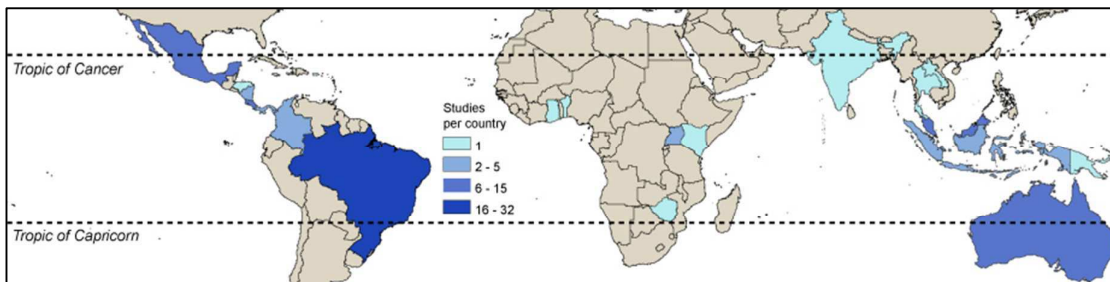 Tropic of Cancer
Studies
per country
1
2 - 5
6 - 15
16 - 32
Tropic of Capricorn